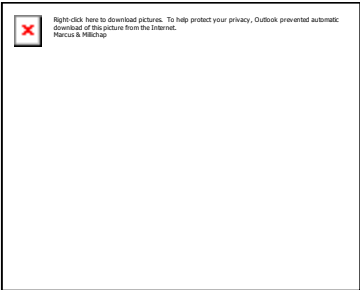 Right-click here to download pictures. To help protect your privacy, Outlook prevented automatic
download of this picture from the Internet.
Marcus & Millichap